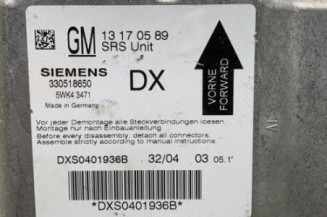 GM 13 17 05 89
SRS Unit
SIEMENS
DX
330518650
5WK4 3471
Made in Germany
VORNE
FORWARD
Vor jeder Demontage alle Steckverbindungen loesen.
Montage nur nach Einbauanleitung.
Before every disassembly, detach all connectors.
Assemble strictly according to manual instructions.
DXS0401936B 32/04 03 05.1"
*DXS0401936B*